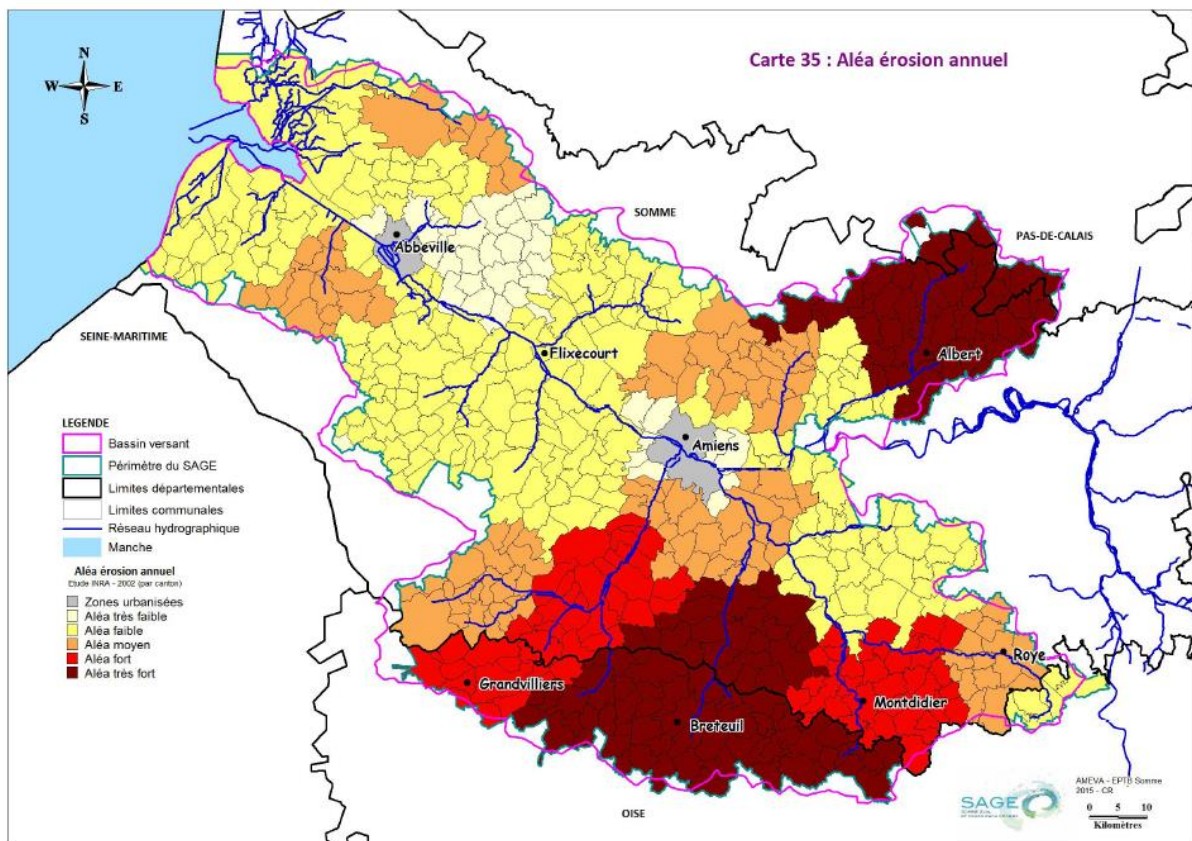 Carte 35 : Aléa érosion annuel
N
W E
S
SOMME
PAS-DE-CALAIS
Abbeville
SEINE-MARITIME
Flixecourt
Albert
Amiens
LEGENDE
Bassin versant
Périmètre du SAGE
Limites départementales
Limites communales
Réseau hydrographique
Manche
Aléa érosion annuel
Etude INRA - 2002 (par canton)
Zones urbanisées
Aléa très faible
Aléa faible
Aléa moyen
Aléa fort
Aléa très fort
Roye
Grandvilliers
Montdidier
Breteuil
OISE
SAGE
AMEVA - EPTB Somme
2015 - CR
0 5 10
Kilomètres